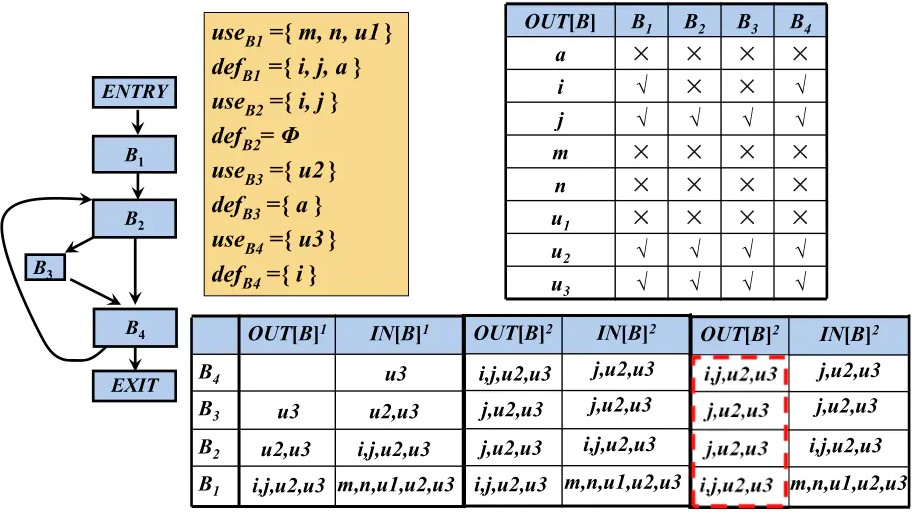 ENTRY
B1
B2
B3
B4
EXIT
useB1 ={ m, n, u1 }
defB1 ={ i, j, a }
useB2 ={ i, j }
defB2= Φ
useB3 ={ u2 }
defB3 ={ a }
useB4 ={ u3 }
defB4 ={ i }
OUT[B] B1 B2 B3 B4
a × × × ×
i √ × × √
j √ √ √ √
m × × × ×
n × × × ×
u1 × × × ×
u2 √ √ √ √
u3 √ √ √ √
OUT[B]1 IN[B]1 OUT[B]2 IN[B]2 OUT[B]2 IN[B]2
B4 u3 i,j,u2,u3 j,u2,u3 i,j,u2,u3 j,u2,u3
B3 u3 u2,u3 j,u2,u3 j,u2,u3 j,u2,u3 j,u2,u3
B2 u2,u3 i,j,u2,u3 j,u2,u3 i,j,u2,u3 j,u2,u3 i,j,u2,u3
B1 i,j,u2,u3 m,n,u1,u2,u3 i,j,u2,u3 m,n,u1,u2,u3 i,j,u2,u3 m,n,u1,u2,u3